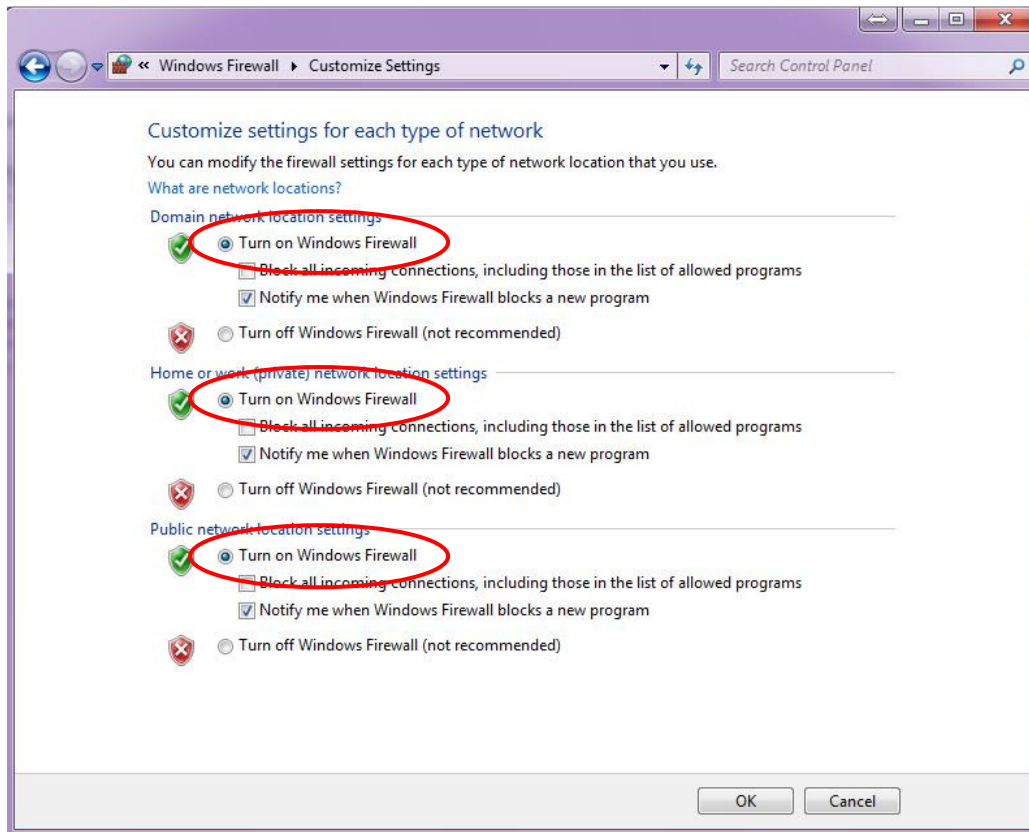 « Windows Firewall ▸ Customize Settings Search Control Panel
Customize settings for each type of network
You can modify the firewall settings for each type of network location that you use.
What are network locations?
Domain network location settings
Turn on Windows Firewall
Block all incoming connections, including those in the list of allowed programs
Notify me when Windows Firewall blocks a new program
Turn off Windows Firewall (not recommended)
Home or work (private) network location settings
Turn on Windows Firewall
Block all incoming connections, including those in the list of allowed programs
Notify me when Windows Firewall blocks a new program
Turn off Windows Firewall (not recommended)
Public network location settings
Turn on Windows Firewall
Block all incoming connections, including those in the list of allowed programs
Notify me when Windows Firewall blocks a new program
Turn off Windows Firewall (not recommended)
OK Cancel